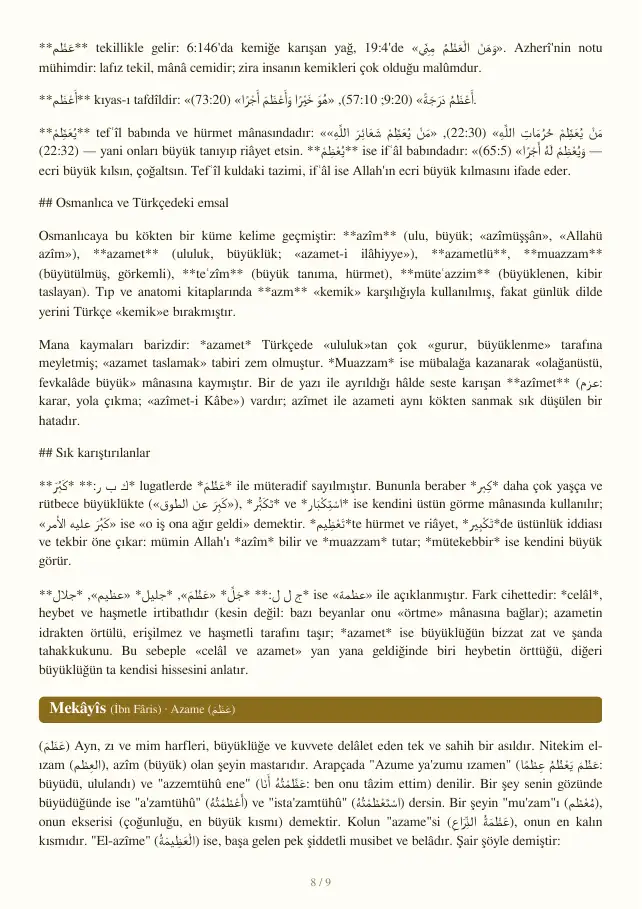 **عَظْم** tekillikle gelir: 6:146'da kemiğe karışan yağ, 19:4'de «وَهَنَ الْعَظْمُ مِنِّي». Azherî'nin notu
mühimdir: lafız tekil, mânâ cemidir; zira insanın kemikleri çok olduğu malûmdur.
**أَعْظَم** kıyas-ı tafdîldir: «هُوَ خَيْرًا وَأَعْظَمَ أَجْرًا» (73:20), «أَعْظَمُ دَرَجَةً» (9:20; 57:10).
**يُعَظِّمْ** tefʿîl babında ve hürmet mânasındadır: «مَنْ يُعَظِّمْ شَعَائِرَ اللَّهِ», (22:30) «مَنْ يُعَظِّمْ حُرُمَاتِ اللَّهِ»
(22:32) — yani onları büyük tanıyıp riâyet etsin. **يُعْظِمْ** ise ifʿâl babındadır: «وَيُعْظِمْ لَهُ أَجْرًا» (65:5) —
ecri büyük kılsın, çoğaltsın. Tefʿîl kuldaki tazimi, ifʿâl ise Allah'ın ecri büyük kılmasını ifade eder.
## Osmanlıca ve Türkçedeki emsal
Osmanlıcaya bu kökten bir küme kelime geçmiştir: **azîm** (ulu, büyük; «azîmüşşân», «Allahü
azîm»), **azamet** (ululuk, büyüklük; «azamet-i ilâhiyye»), **azametlü**, **muazzam**
(büyütülmüş, görkemli), **teʿzîm** (büyük tanıma, hürmet), **müteʿazzim** (büyüklenen, kibir
taslayan). Tıp ve anatomi kitaplarında **azm** «kemik» karşılığıyla kullanılmış, fakat günlük dilde
yerini Türkçe «kemik»e bırakmıştır.
Mana kaymaları barizdir: *azamet* Türkçede «ululuk»tan çok «gurur, büyüklenme» tarafına
meyletmiş; «azamet taslamak» tabiri zem olmuştur. *Muazzam* ise mübalağa kazanarak «olağanüstü,
fevkalâde büyük» mânasına kaymıştır. Bir de yazı ile ayrıldığı hâlde seste karışan **azîmet** (عزم:
karar, yola çıkma; «azîmet-i Kâbe») vardır; azîmet ile azameti aynı kökten sanmak sık düşülen bir
hatadır.
## Sık karıştırılanlar
**ك ب ر:** *كَبُرَ* lugatlerde *عَظُمَ* ile müteradif sayılmıştır. Bununla beraber *كِبر* daha çok yaşça ve
rütbece büyüklükte («كَبِرَ عن الطوق»), *تَكَبُّر* ve *اسْتِكْبَار* ise kendini üstün görme mânasında kullanılır;
«كَبُرَ عليه الأمر» ise «o iş ona ağır geldi» demektir. *تَعْظِيم*te hürmet ve riâyet, *تَكْبِير*de üstünlük iddiası
ve tekbir öne çıkar: mümin Allah'ı *azîm* bilir ve *muazzam* tutar; *mütekebbir* ise kendini büyük
görür.
**ج ل ل:** *جَلَّ* «عَظُمَ», *جليل* «عظيم», *جلال* ise «عظمة» ile açıklanmıştır. Fark cihettedir: *celâl*,
heybet ve haşmetle irtibatlıdır (kesin değil: bazı beyanlar onu «örtme» mânasına bağlar); azametin
idrakten örtülü, erişilmez ve haşmetli tarafını taşır; *azamet* ise büyüklüğün bizzat zat ve şanda
tahakkukunu. Bu sebeple «celâl ve azamet» yan yana geldiğinde biri heybetin örttüğü, diğeri
büyüklüğün ta kendisi hissesini anlatır.
Mekâyîs (İbn Fâris) · Azame (عَظَمَ)
(عَظَمَ) Ayn, zı ve mim harfleri, büyüklüğe ve kuvvete delâlet eden tek ve sahih bir asıldır. Nitekim el-
ızam (العِظَم), azîm (büyük) olan şeyin mastarıdır. Arapçada "Azume ya'zumu ızamen" (عَظُمَ يَعْظُمُ عِظَمًا:
büyüdü, ululandı) ve "azzemtühû ene" (عَظَّمْتُهُ أَنَا: ben onu tâzim ettim) denilir. Bir şey senin gözünde
büyüdüğünde ise "a'zamtühû" (أَعْظَمْتُهُ) ve "ista'zamtühû" (اسْتَعْظَمْتُهُ) dersin. Bir şeyin "mu'zam"ı (مُعْظَم),
onun ekserisi (çoğunluğu, en büyük kısmı) demektir. Kolun "azame"si (عَظَمَةُ الذِّرَاعِ), onun en kalın
kısmıdır. "El-azîme" (الْعَظِيمَةُ) ise, başa gelen pek şiddetli musibet ve belâdır. Şair şöyle demiştir:
8 / 9